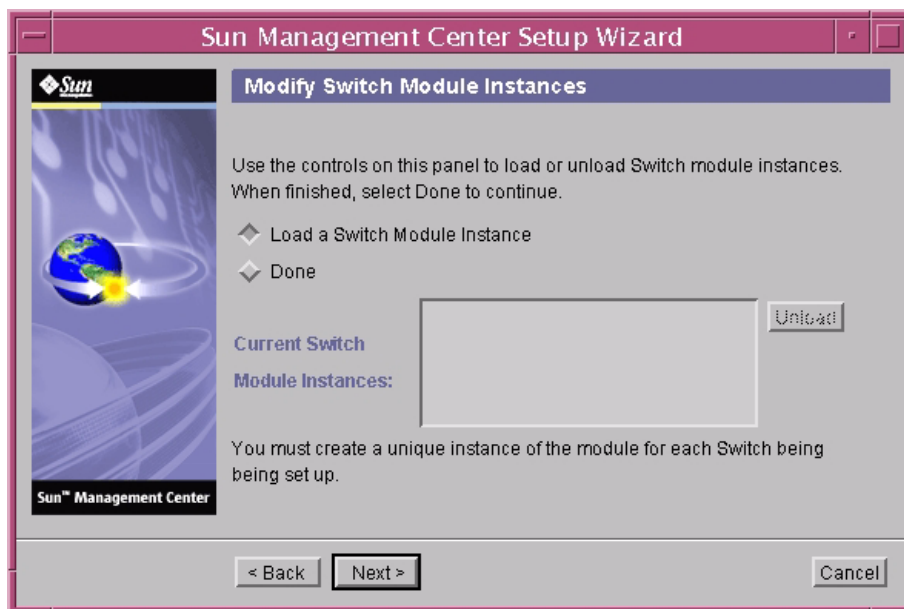 Sun Management Center Setup Wizard
Sun
Modify Switch Module Instances
Use the controls on this panel to load or unload Switch module instances.
When finished, select Done to continue.
Load a Switch Module Instance
Done
Unload
Current Switch
Module Instances:
You must create a unique instance of the module for each Switch being
being set up.
Sun™ Management Center
< Back
Next >
Cancel